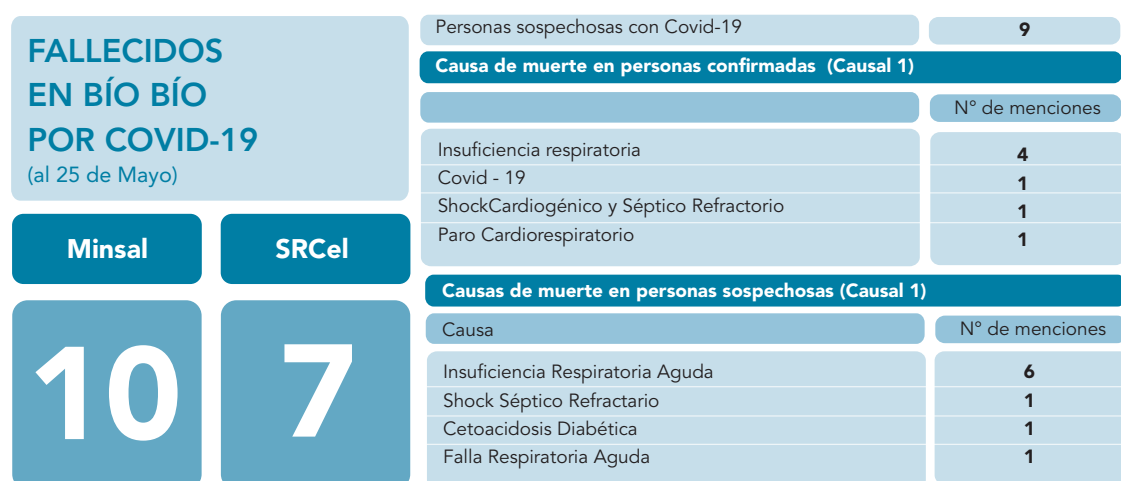 FALLECIDOS
EN BÍO BÍO
POR COVID-19
(al 25 de Mayo)
Minsal
SRCel
10
7
Personas sospechosas con Covid-19 9
Causa de muerte en personas confirmadas (Causal 1)
N° de menciones
Insuficiencia respiratoria 4
Covid - 19 1
ShockCardiogénico y Séptico Refractorio 1
Paro Cardiorespiratorio 1
Causas de muerte en personas sospechosas (Causal 1)
Causa N° de menciones
Insuficiencia Respiratoria Aguda 6
Shock Séptico Refractario 1
Cetoacidosis Diabética 1
Falla Respiratoria Aguda 1